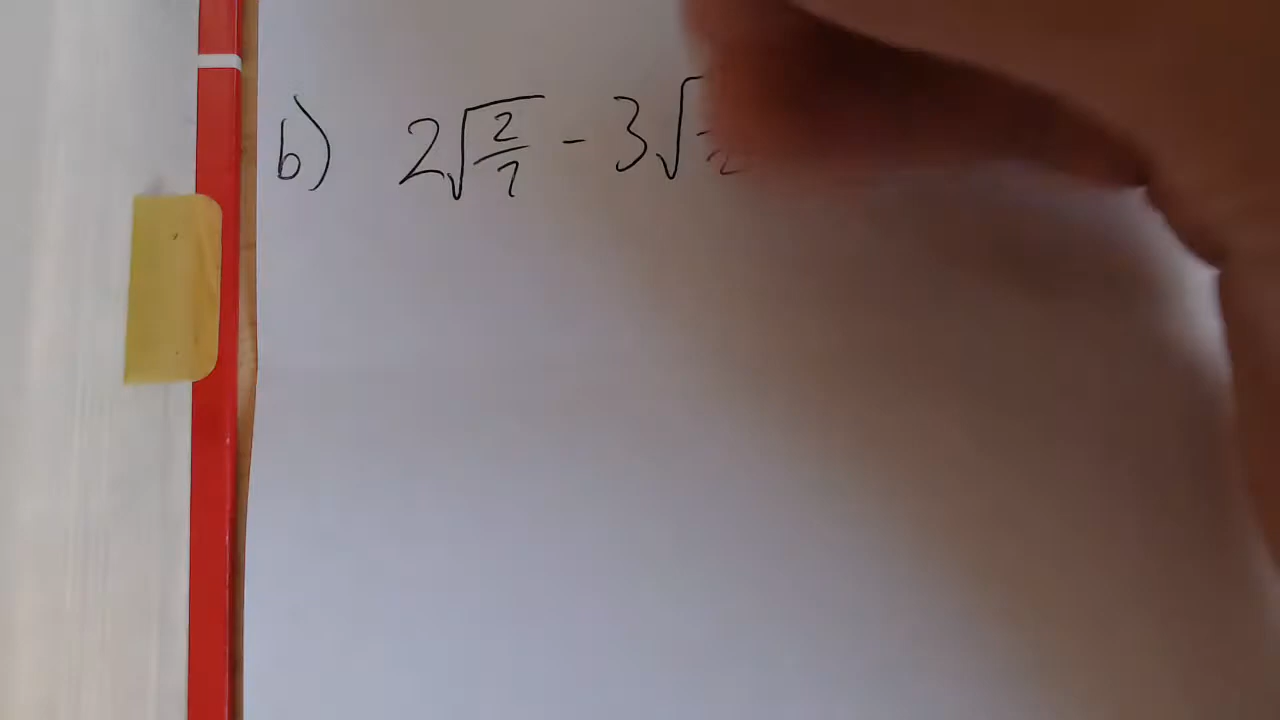 b) 2√(2/7) - 3√